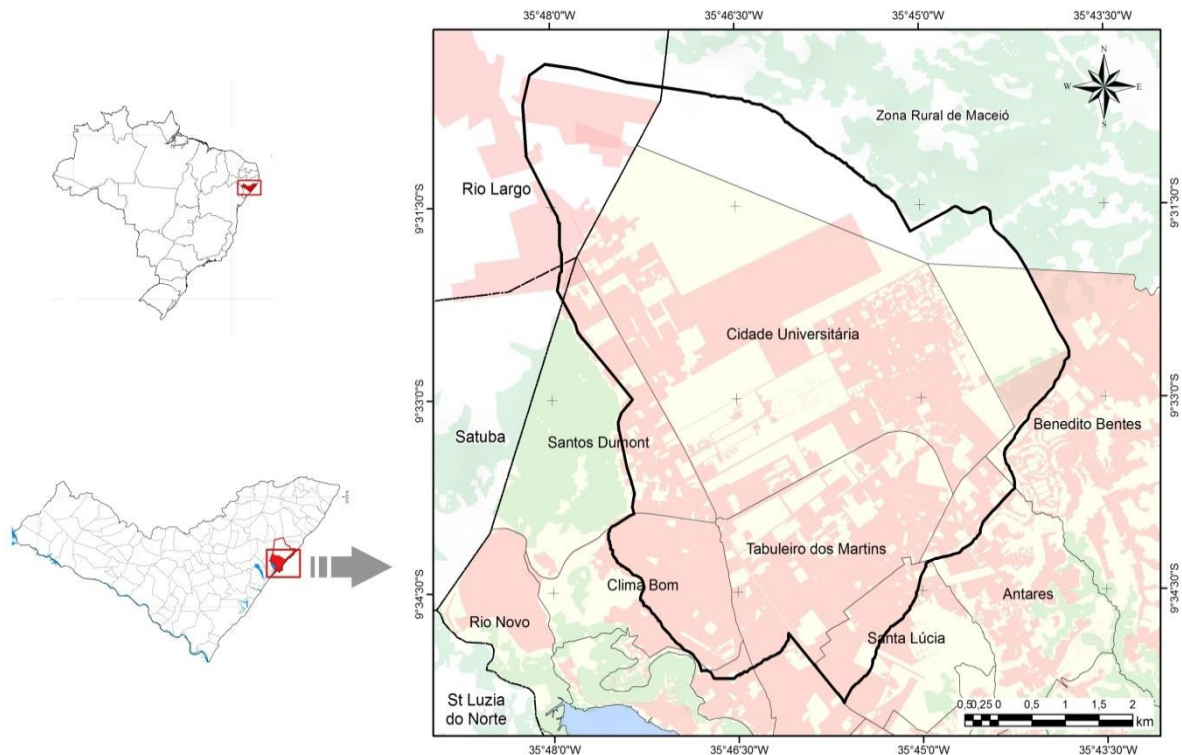 35°48'0"W
35°46'30"W
35°45'0"W
35°43'30"W
N
W
E
S
Zona Rural de Maceió
Rio Largo
9°31'30"S
9°31'30"S
Cidade Universitária
9°33'0"S
9°33'0"S
Satuba
Santos Dumont
Benedito Bentes
Tabuleiro dos Martins
Clima Bom
Antares
9°34'30"S
9°34'30"S
Rio Novo
Santa Lúcia
St Luzia
do Norte
0,5 0,25 0 0,5 1 1,5 2
km
35°48'0"W
35°46'30"W
35°45'0"W
35°43'30"W